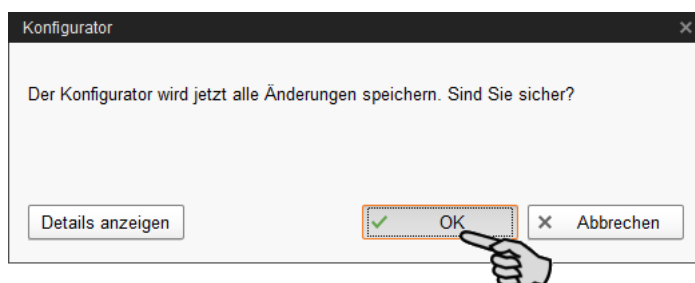 Konfigurator
Der Konfigurator wird jetzt alle Änderungen speichern. Sind Sie sicher?
Details anzeigen OK Abbrechen